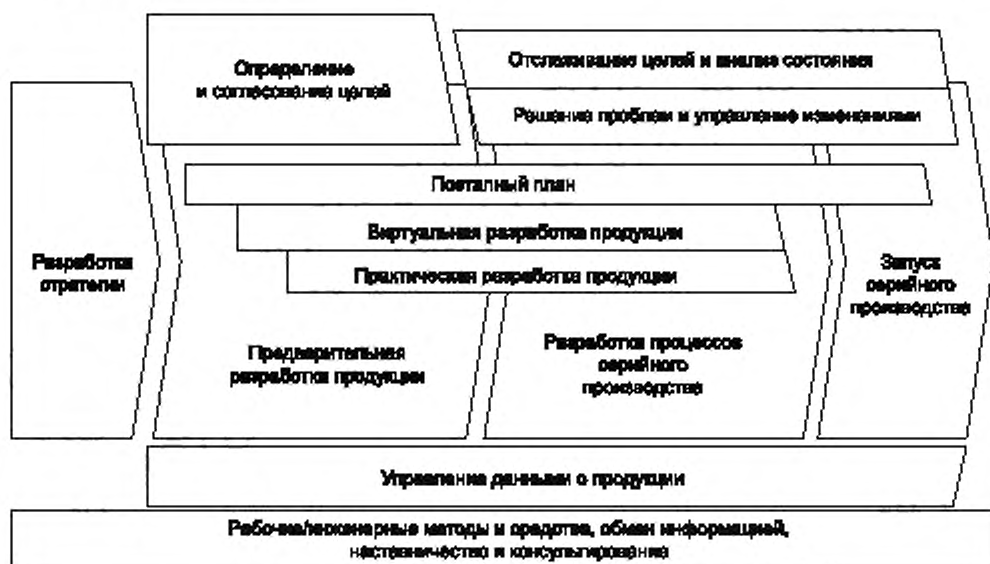 Определение
и согласование целей
Отслеживание целей и анализ состояния
Решение проблем и управление изменениями
Поэтапный план
Виртуальная разработка продукции
Практическая разработка продукции
Разработка
стратегии
Предварительная
разработка продукции
Разработка процессов
серийного
производства
Запуск
серийного
производства
Управление данными о продукции
Рабочие/инженерные методы и средства, обмен информацией,
наставничество и консультирование